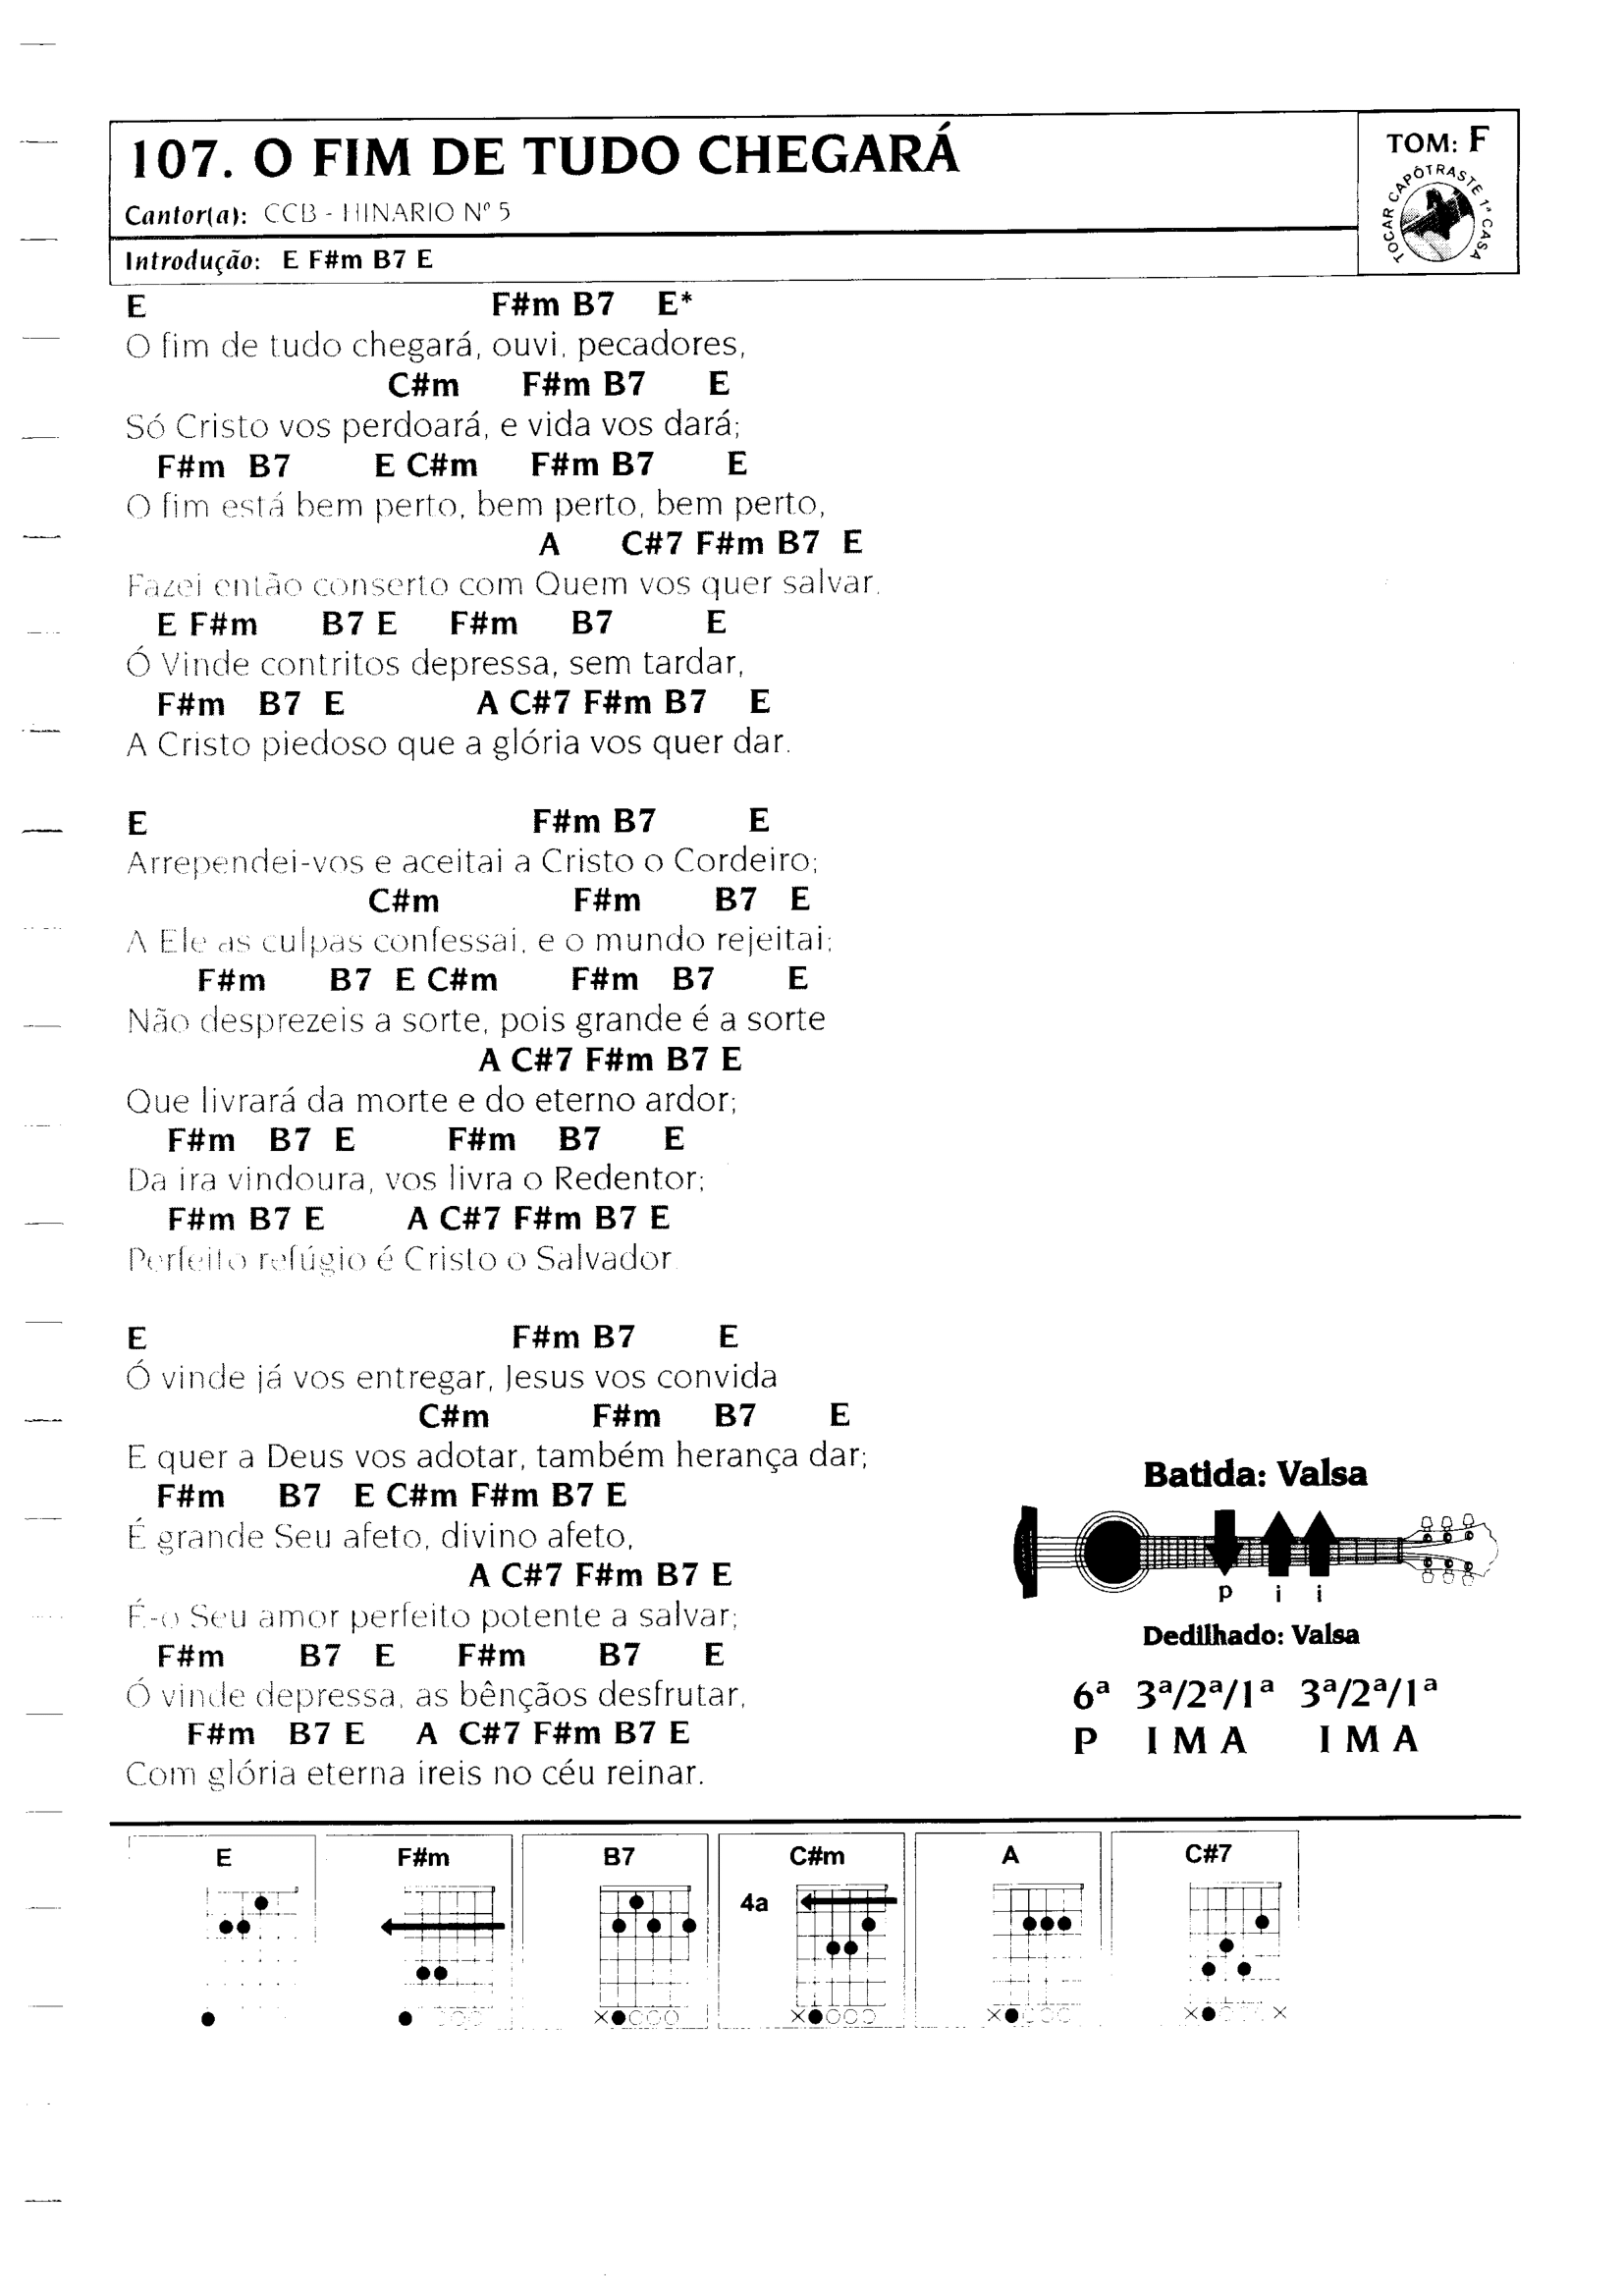 107. O FIM DE TUDO CHEGARÁ
TOM: F
TOCAR CAPÓTRASTE 1ª CASA
Cantor(a): CCB - HINARIO Nº 5
Introdução: E F#m B7 E
E F#m B7 E*
O fim de tudo chegará, ouvi, pecadores,
C#m F#m B7 E
Só Cristo vos perdoará, e vida vos dará;
F#m B7 E C#m F#m B7 E
O fim está bem perto, bem perto, bem perto,
A C#7 F#m B7 E
Fazei então conserto com Quem vos quer salvar.
E F#m B7 E F#m B7 E
Ó Vinde contritos depressa, sem tardar,
F#m B7 E A C#7 F#m B7 E
A Cristo piedoso que a glória vos quer dar.
E F#m B7 E
Arrependei-vos e aceitai a Cristo o Cordeiro;
C#m F#m B7 E
A Ele as culpas confessai, e o mundo rejeitai;
F#m B7 E C#m F#m B7 E
Não desprezeis a sorte, pois grande é a sorte
A C#7 F#m B7 E
Que livrará da morte e do eterno ardor;
F#m B7 E F#m B7 E
Da ira vindoura, vos livra o Redentor;
F#m B7 E A C#7 F#m B7 E
Perfeito refúgio é Cristo o Salvador.
E F#m B7 E
Ó vinde já vos entregar, Jesus vos convida
C#m F#m B7 E
E quer a Deus vos adotar, também herança dar;
F#m B7 E C#m F#m B7 E
É grande Seu afeto, divino afeto,
A C#7 F#m B7 E
É-o Seu amor perfeito potente a salvar;
F#m B7 E F#m B7 E
Ó vinde depressa, as bênçãos desfrutar,
F#m B7 E A C#7 F#m B7 E
Com glória eterna ireis no céu reinar.
Batida: Valsa
p i i
Dedilhado: Valsa
6ª 3ª/2ª/1ª 3ª/2ª/1ª
P I M A I M A
E F#m B7 C#m A C#7
4a